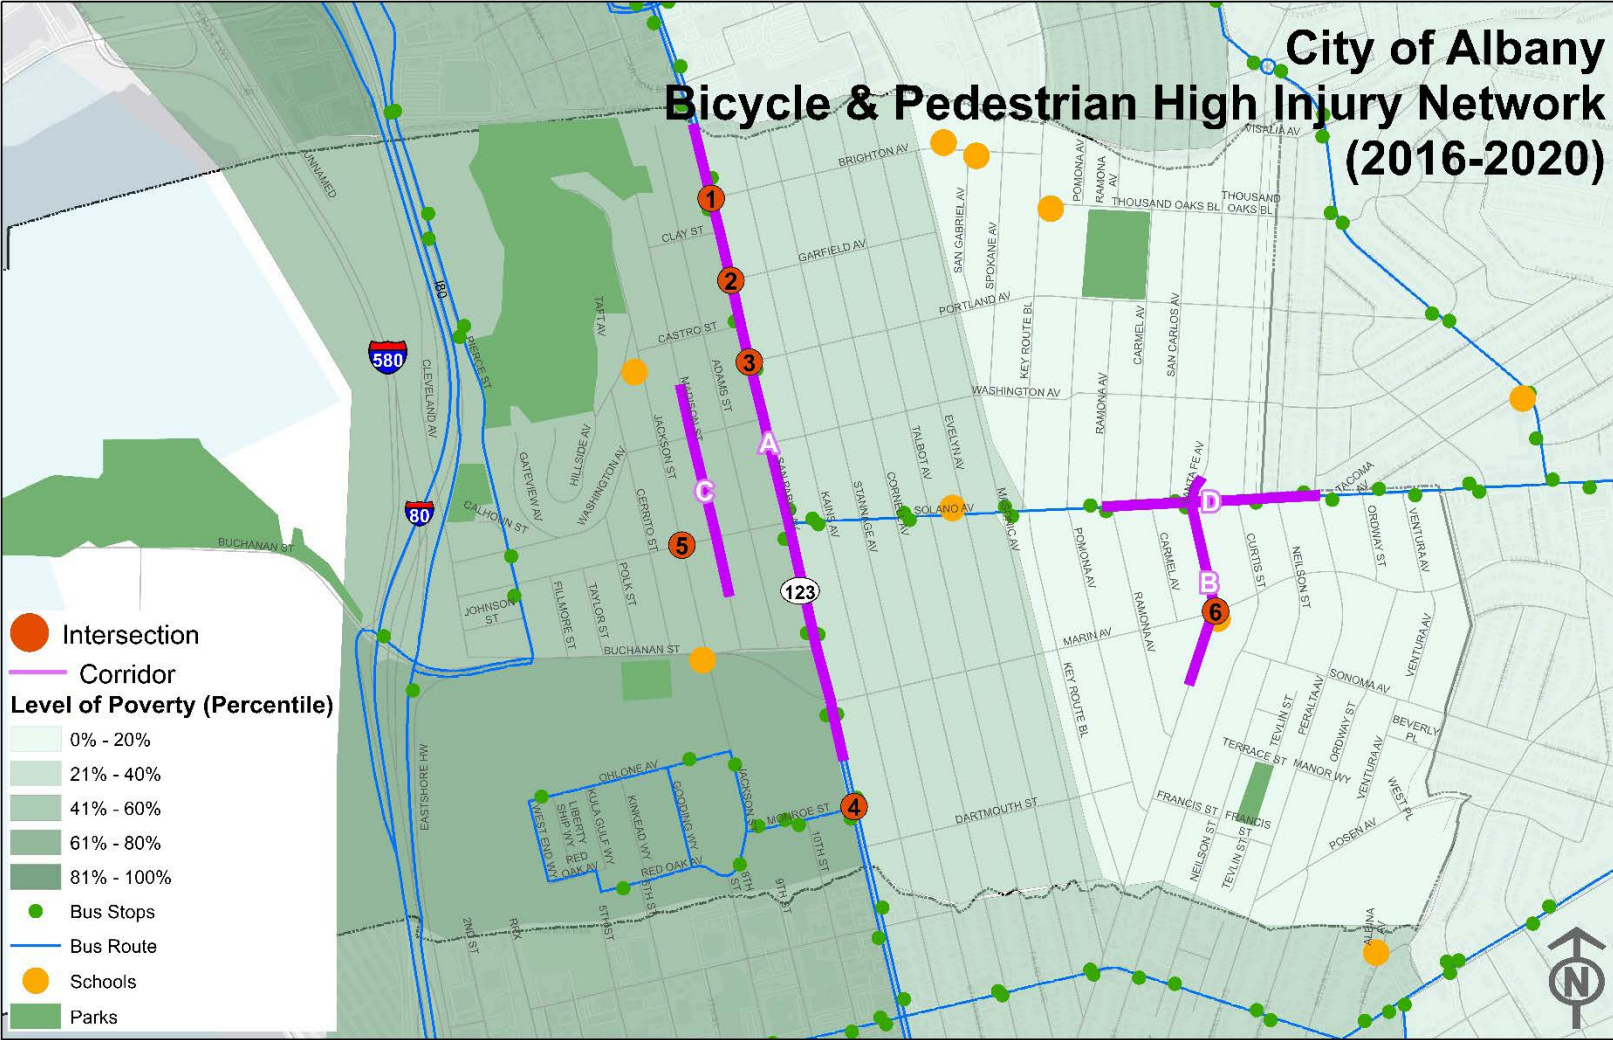 City of Albany
Bicycle & Pedestrian High Injury Network
(2016-2020)
VISALIA AV
UNNAMED
BRIGHTON AV
POMONA AV
RAMONA
AV
THOUSAND OAKS BL
THOUSAND
OAKS BL
1
CLAY ST
GARFIELD AV
SAN GABRIEL AV
SPOKANE AV
2
I80
PORTLAND AV
TAFT AV
CASTRO ST
KEY ROUTE BL
CARMEL AV
SAN CARLOS AV
580
PIERCE ST
3
CLEVELAND AV
ADAMS ST
MADISON ST
WASHINGTON AV
RAMONA AV
HILLSIDE AV
JACKSON ST
A
TALBOT AV
EVELYN AV
GATEVIEW AV
WASHINGTON AV
C
SANTA FE AV
TACOMA
AV
80
CALHOUN ST
CERRITO ST
KAINS AV
STANNAGE AV
CORNELL AV
SOLANO AV
MASONIC AV
D
ORDWAY ST
VENTURA AV
BUCHANAN ST
5
POMONA AV
CARMEL AV
CURTIS ST
NEILSON ST
POLK ST
123
B
JOHNSON
ST
FILLMORE ST
TAYLOR ST
RAMONA AV
6
MARIN AV
VENTURA AV
BUCHANAN ST
KEY ROUTE BL
SONOMA AV
TEVLIN ST
PERALTA AV
ORDWAY ST
BEVERLY
PL
TERRACE ST
MANOR WY
VENTURA AV
WEST PL
EASTSHORE HW
OHLONE AV
JACKSON ST
GOODING WY
WEST END WY
LIBERTY
SHIP WY
KULA GULF WY
KINKEAD WY
MONROE ST
4
DARTMOUTH ST
FRANCIS ST
FRANCIS
ST
POSEN AV
RED
OAK AV
RED OAK AV
10TH ST
NEILSON ST
TEVLIN ST
2ND ST
RRX
5TH ST
6TH ST
8TH
ST
9TH ST
ALBINA
AV
Intersection
Corridor
Level of Poverty (Percentile)
0% - 20%
21% - 40%
41% - 60%
61% - 80%
81% - 100%
Bus Stops
Bus Route
Schools
Parks
N